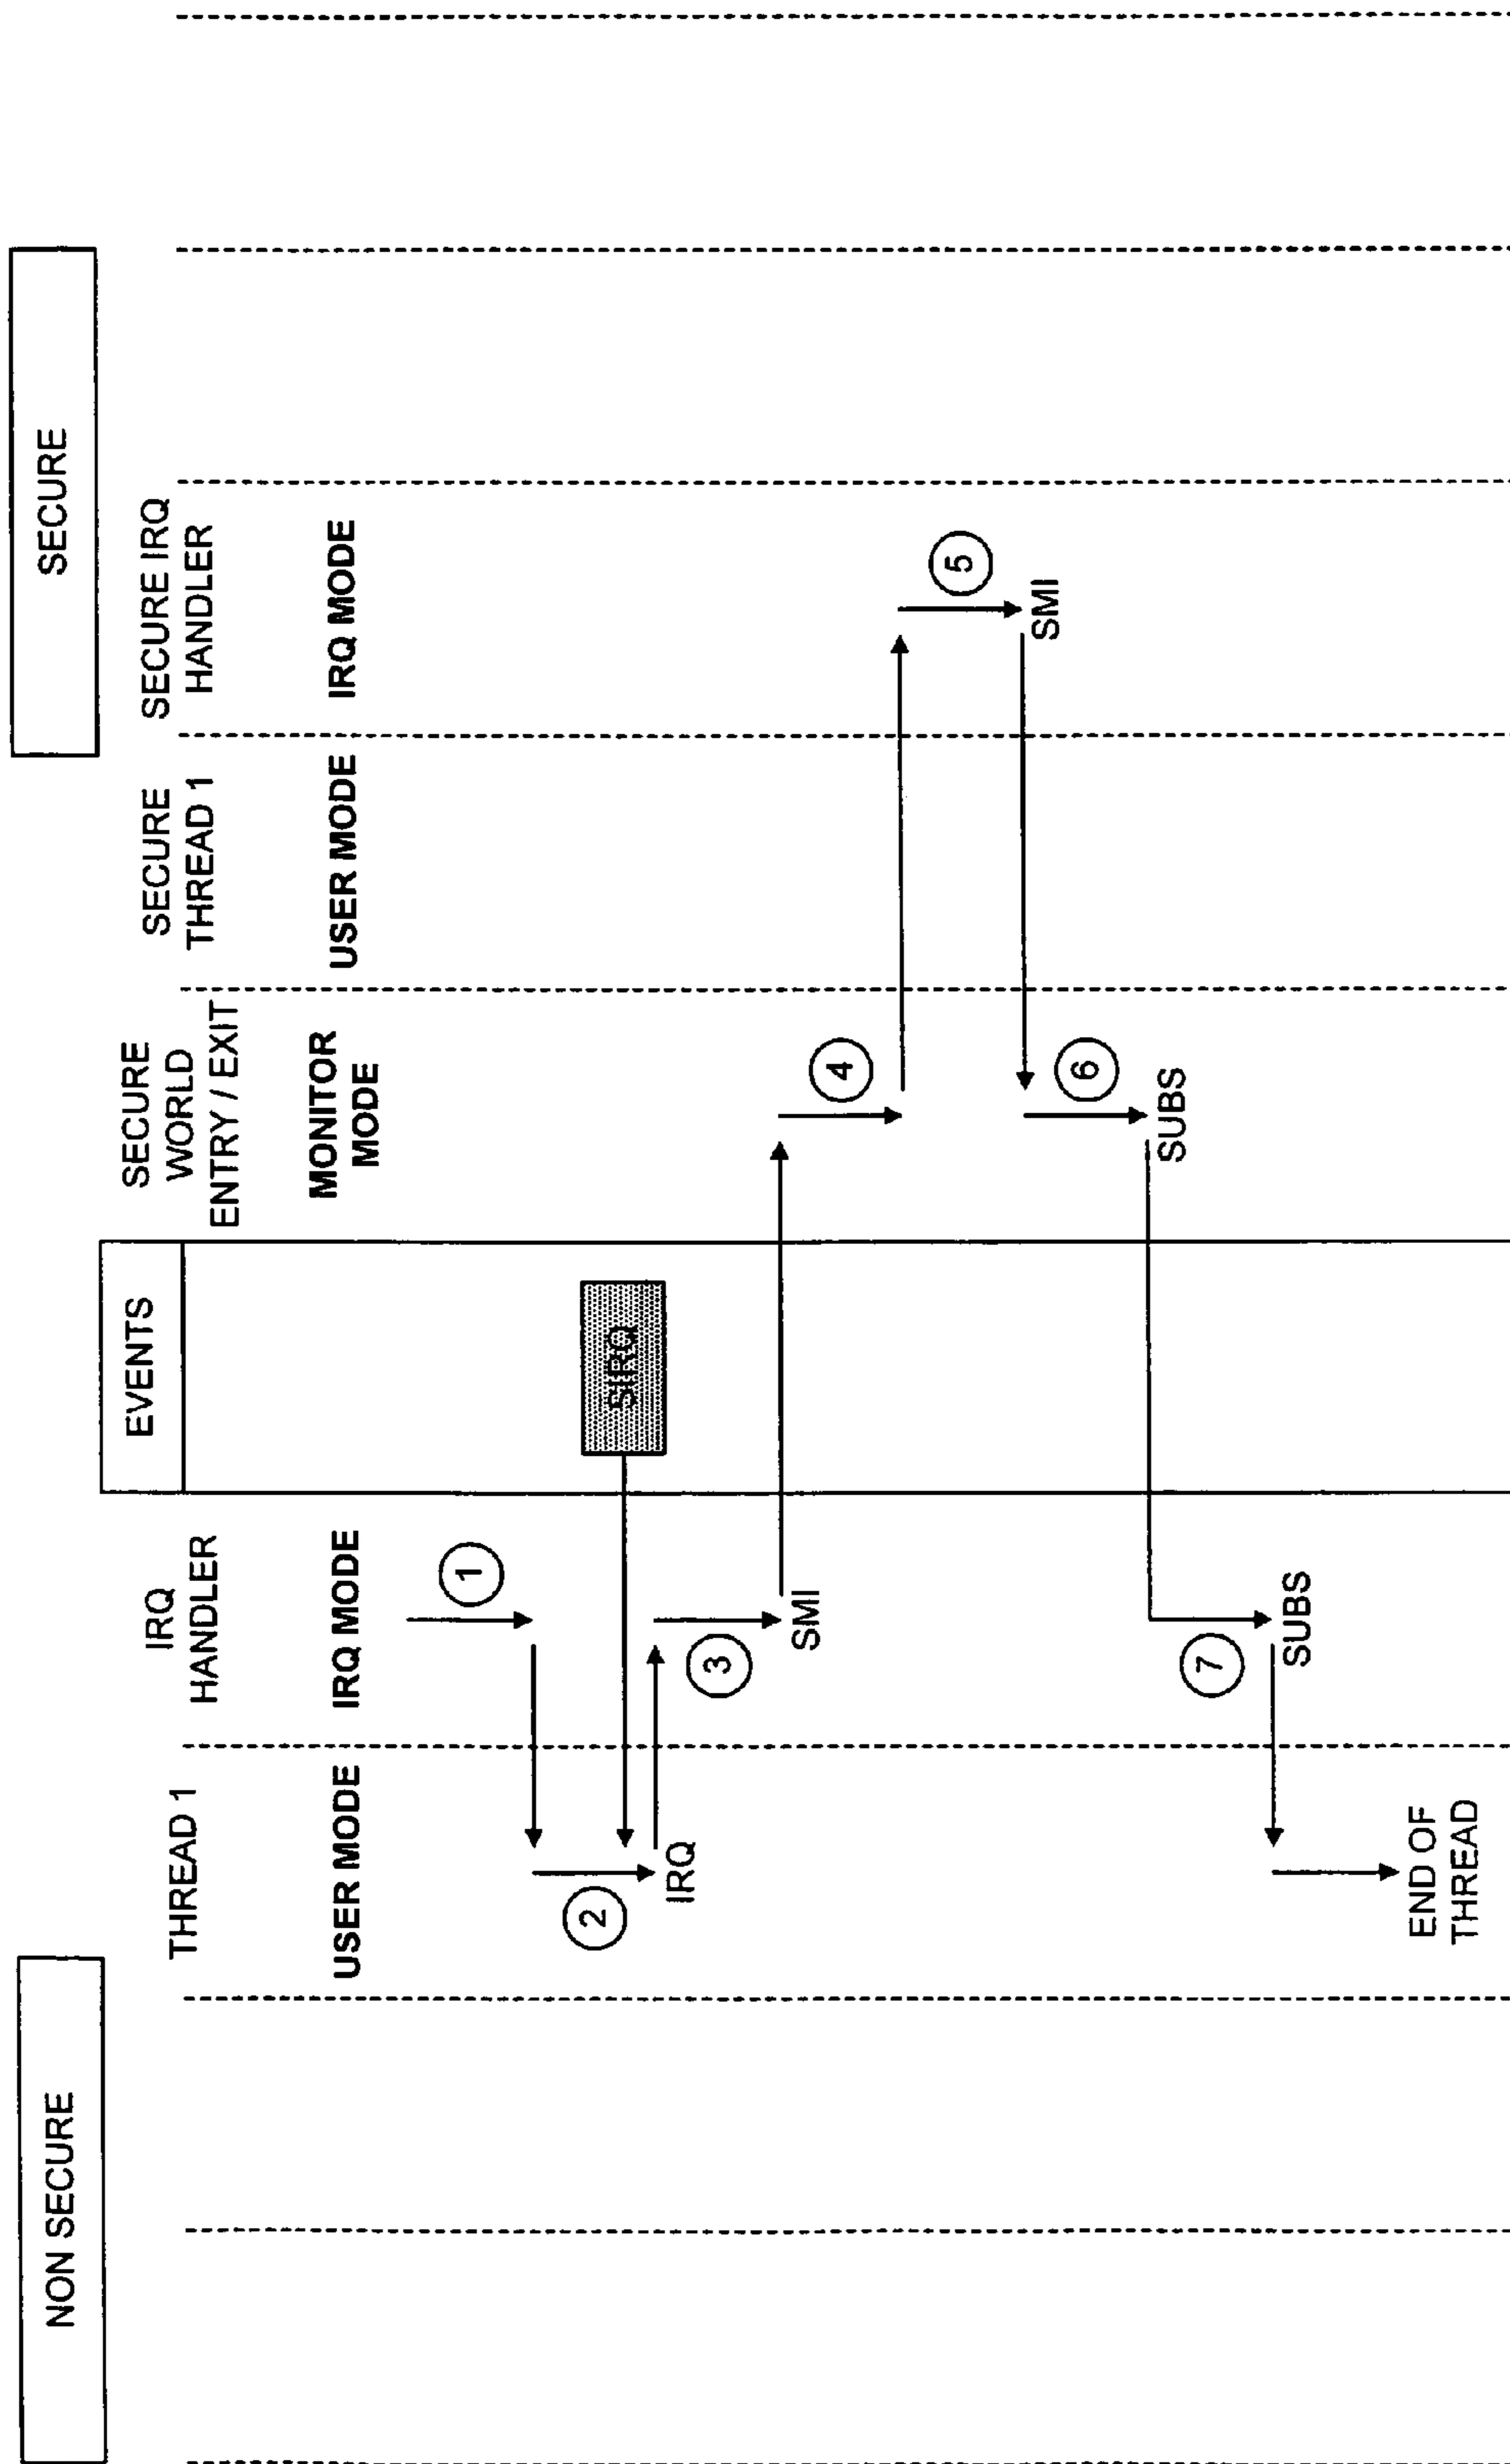 NON SECURE
SECURE
EVENTS
THREAD 1
IRQ
HANDLER
SECURE
WORLD
ENTRY / EXIT
SECURE
THREAD 1
SECURE IRQ
HANDLER
USER MODE
IRQ MODE
MONITOR
MODE
USER MODE
IRQ MODE
1
2
SIRQ
IRQ
3
SMI
4
5
SMI
6
SUBS
7
SUBS
END OF
THREAD